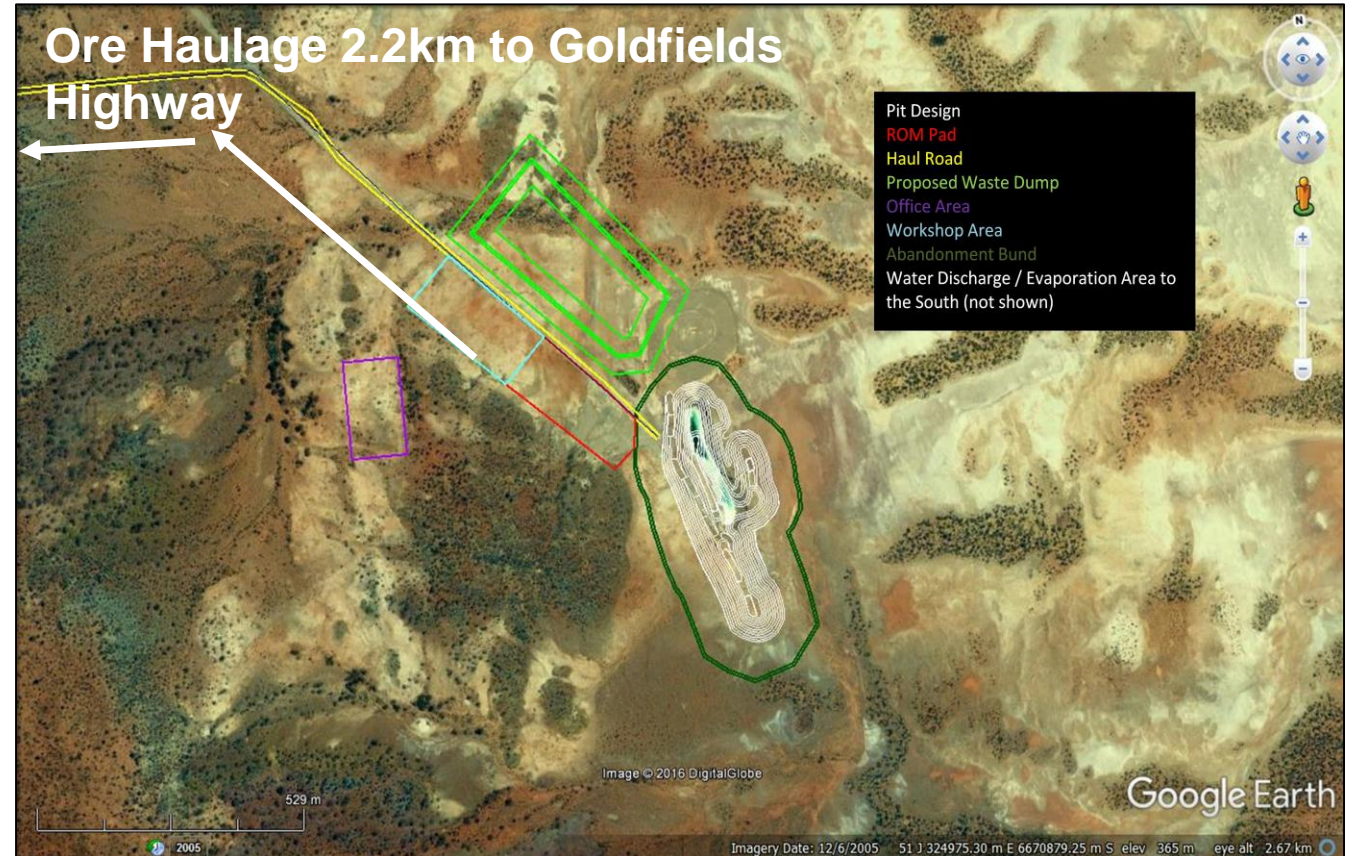 Ore Haulage 2.2km to Goldfields
Highway
N
Pit Design
ROM Pad
Haul Road
Proposed Waste Dump
Office Area
Workshop Area
Abandonment Bund
Water Discharge / Evaporation Area to
the South (not shown)
Image © 2016 DigitalGlobe
Google Earth
529 m
2005
Imagery Date: 12/6/2005 51 J 324975.30 m E 6670879.25 m S elev 365 m eye alt 2.67 km